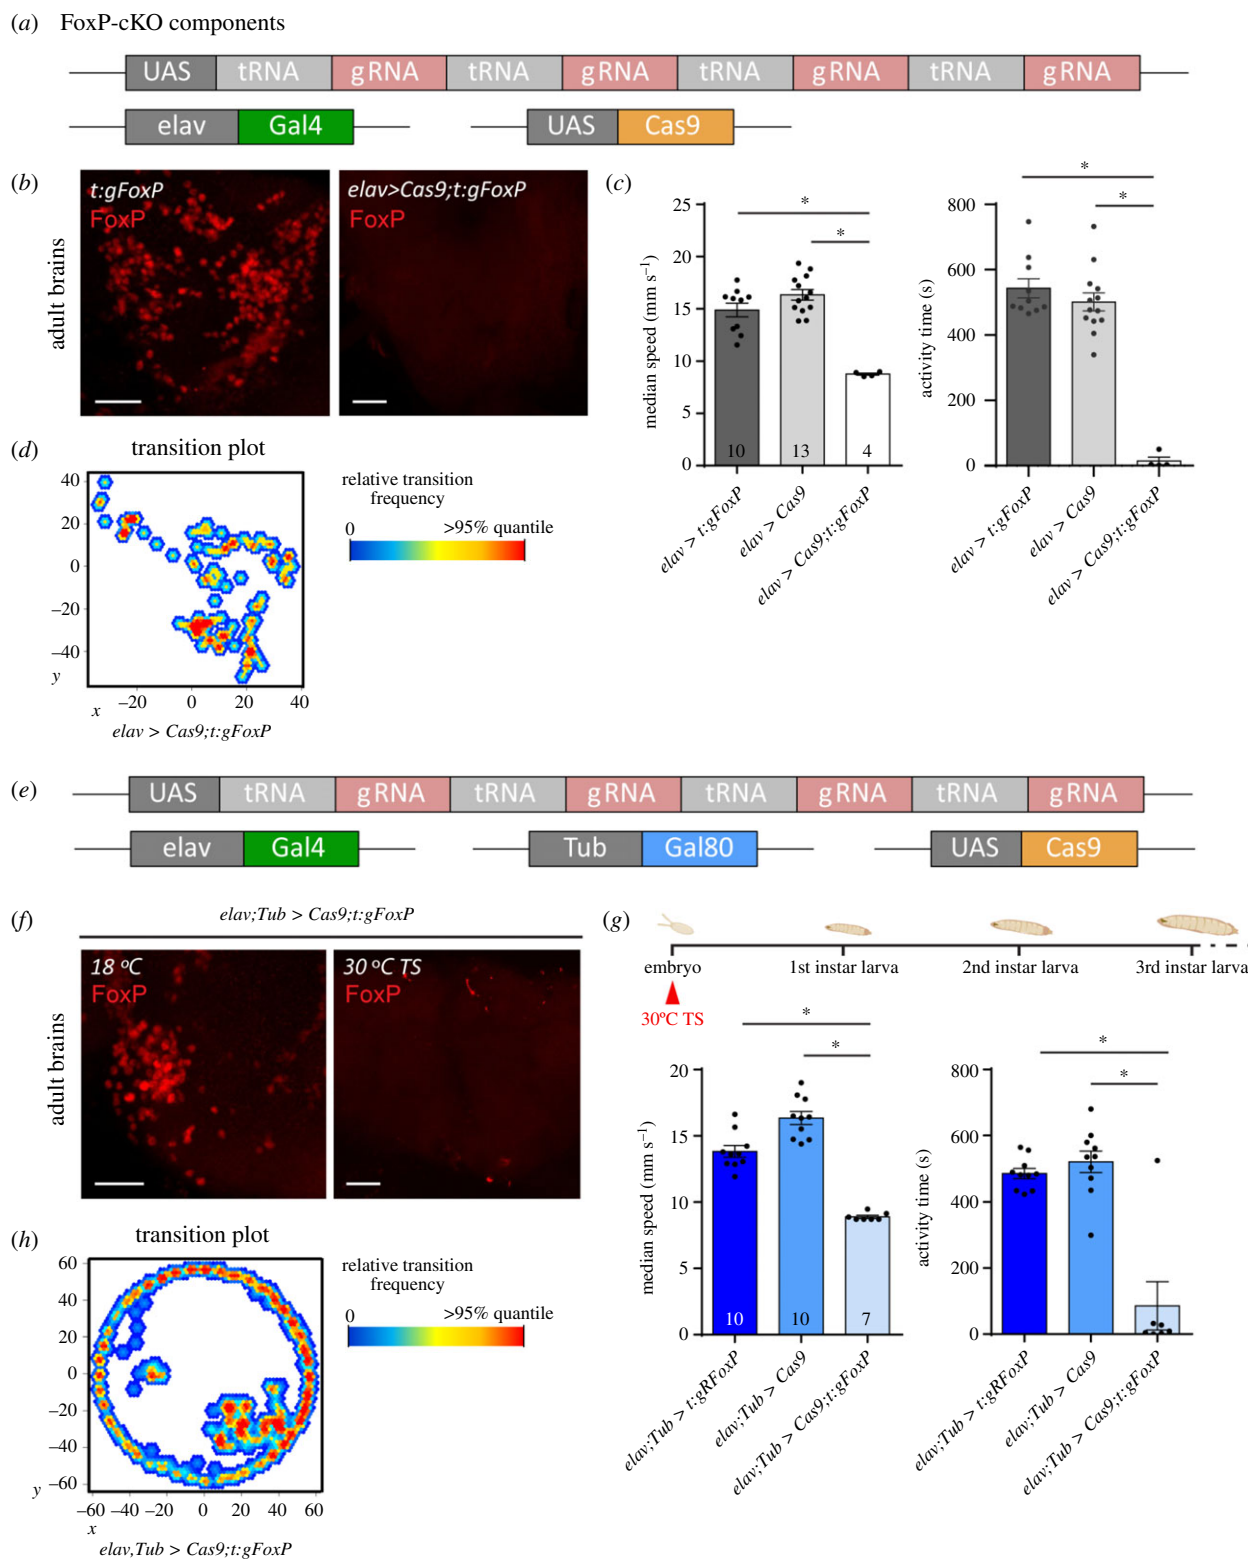 (a) FoxP-cKO components
UAS tRNA gRNA tRNA gRNA tRNA gRNA tRNA gRNA
elav Gal4 UAS Cas9
(b)
adult brains
t:gFoxP
FoxP
elav>Cas9;t:gFoxP
FoxP
(c)
median speed (mm s⁻¹)
25
20
15
10
5
0
* *
10 13 4
elav > t:gFoxP
elav > Cas9
elav > Cas9;t:gFoxP
activity time (s)
800
600
400
200
0
* *
elav > t:gFoxP
elav > Cas9
elav > Cas9;t:gFoxP
(d)
transition plot
40
20
0
–20
–40
y
x –20 0 20 40
elav > Cas9;t:gFoxP
relative transition
frequency
0 >95% quantile
(e)
UAS tRNA gRNA tRNA gRNA tRNA gRNA tRNA gRNA
elav Gal4 Tub Gal80 UAS Cas9
(f)
elav;Tub > Cas9;t:gFoxP
adult brains
18 ºC
FoxP
30 ºC TS
FoxP
(g)
embryo 1st instar larva 2nd instar larva 3rd instar larva
30ºC TS
median speed (mm s⁻¹)
20
15
10
5
0
* *
10 10 7
elav;Tub > t:gRFoxP
elav;Tub > Cas9
elav;Tub > Cas9;t:gFoxP
activity time (s)
800
600
400
200
0
* *
elav;Tub > t:gRFoxP
elav;Tub > Cas9
elav;Tub > Cas9;t:gFoxP
(h)
transition plot
60
40
20
0
–20
–40
–60
y
–60 –40 –20 0 20 40 60
x
elav,Tub > Cas9;t:gFoxP
relative transition
frequency
0 >95% quantile